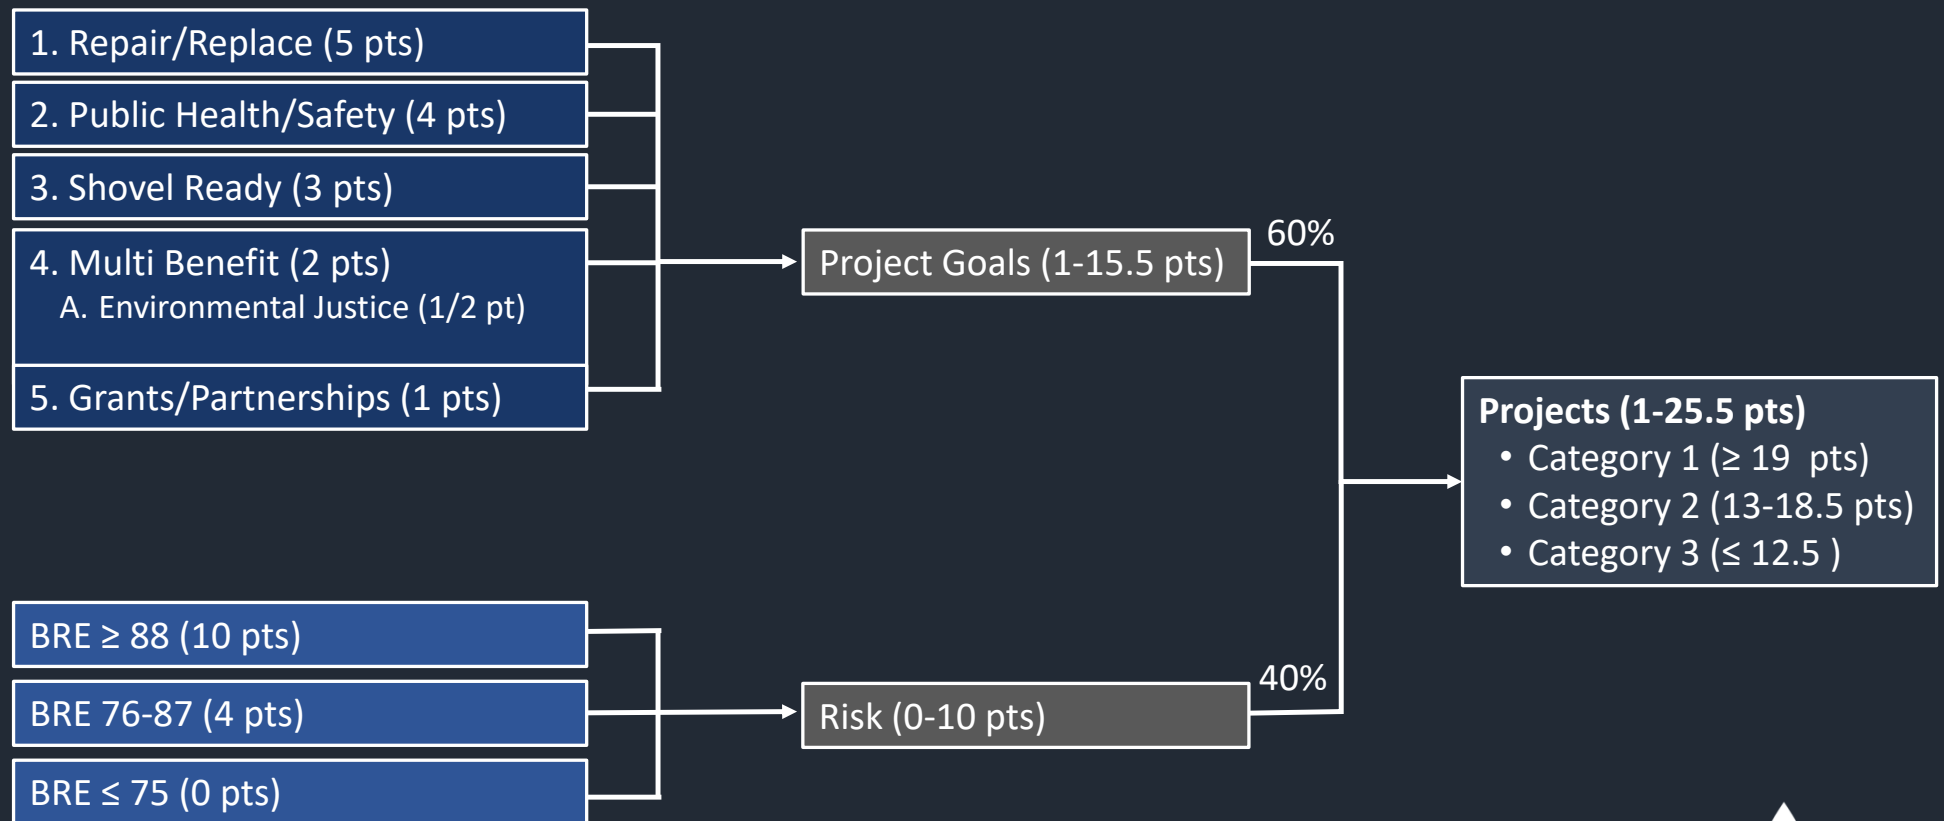 1. Repair/Replace (5 pts)
2. Public Health/Safety (4 pts)
3. Shovel Ready (3 pts)
4. Multi Benefit (2 pts)
A. Environmental Justice (1/2 pt)
5. Grants/Partnerships (1 pts)
Project Goals (1-15.5 pts)
60%
Projects (1-25.5 pts)
• Category 1 (≥ 19 pts)
• Category 2 (13-18.5 pts)
• Category 3 (≤ 12.5 )
BRE ≥ 88 (10 pts)
BRE 76-87 (4 pts)
BRE ≤ 75 (0 pts)
Risk (0-10 pts)
40%